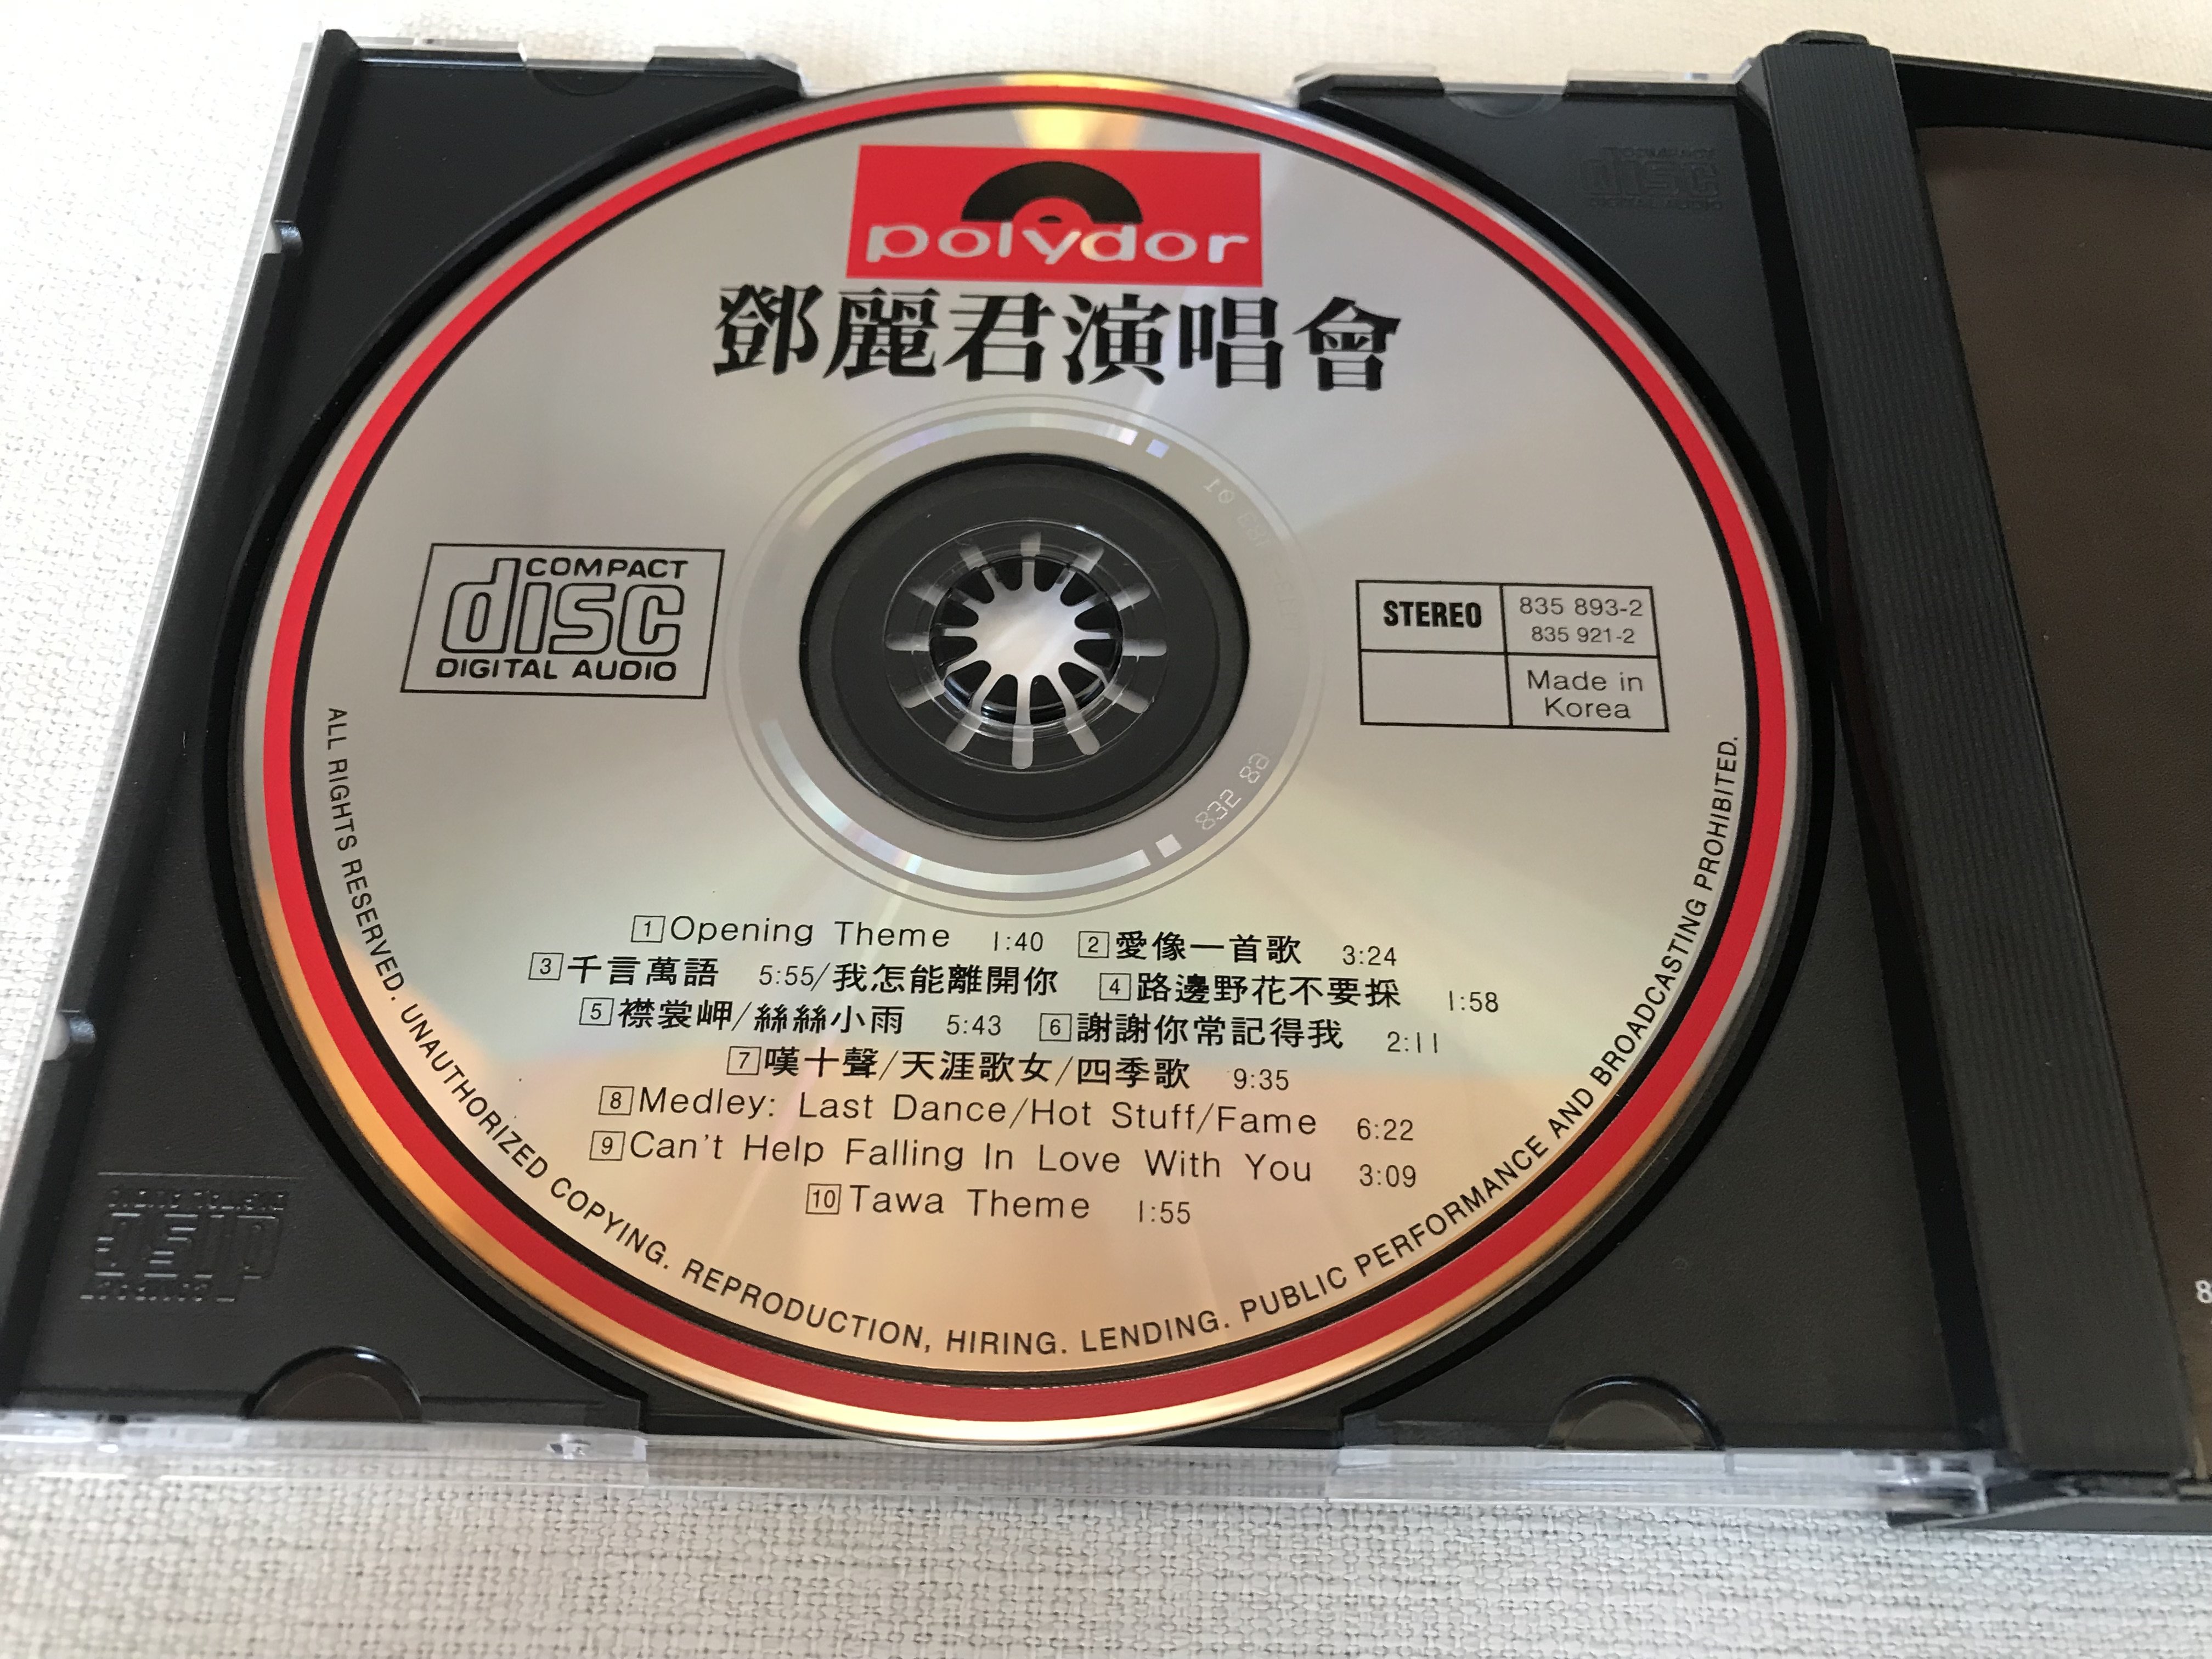 polydor
鄧麗君演唱會
COMPACT
disc
DIGITAL AUDIO
STEREO
835 893-2
835 921-2
Made in
Korea
1 Opening Theme 1:40 2 愛像一首歌 3:24
3 千言萬語 5:55/我怎能離開你 4 路邊野花不要採 1:58
5 襟裳岬/絲絲小雨 5:43 6 謝謝你常記得我 2:11
7 嘆十聲/天涯歌女/四季歌 9:35
8 Medley: Last Dance/Hot Stuff/Fame 6:22
9 Can't Help Falling In Love With You 3:09
10 Tawa Theme 1:55
ALL RIGHTS RESERVED. UNAUTHORIZED COPYING. REPRODUCTION, HIRING. LENDING. PUBLIC PERFORMANCE AND BROADCASTING PROHIBITED.
COMPACT
disc
DIGITAL AUDIO